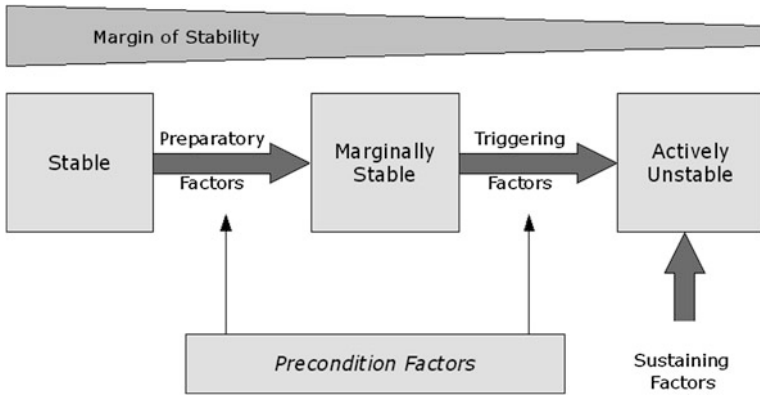 Margin of Stability
Stable
Preparatory
Factors
Marginally
Stable
Triggering
Factors
Actively
Unstable
Precondition Factors
Sustaining
Factors